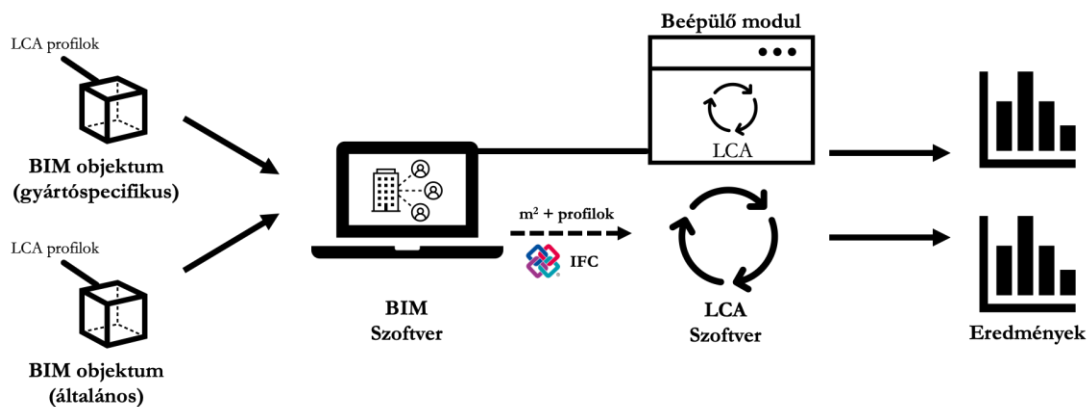 LCA profilok
BIM objektum
(gyártóspecifikus)
LCA profilok
BIM objektum
(általános)
BIM
Szoftver
m² + profilok
IFC
Beépülő modul
LCA
LCA
Szoftver
Eredmények